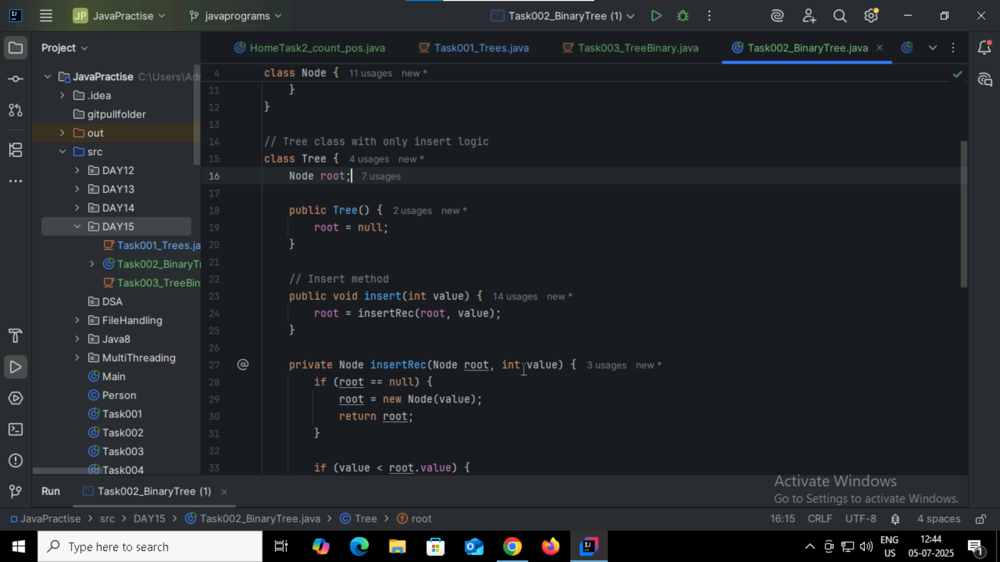 JP JavaPractise
javaprograms
Task002_BinaryTree (1)
Project
HomeTask2_count_pos.java
Task001_Trees.java
Task003_TreeBinary.java
Task002_BinaryTree.java
JavaPractise C:\Users\Adm
.idea
gitpullfolder
out
src
DAY12
DAY13
DAY14
DAY15
Task001_Trees.ja
Task002_BinaryTr
Task003_TreeBin
DSA
FileHandling
Java8
MultiThreading
Main
Person
Task001
Task002
Task003
Task004
4 class Node { 11 usages new *
11 }
12 }
13
14 // Tree class with only insert logic
15 class Tree { 4 usages new *
16 Node root; 7 usages
17
18 public Tree() { 2 usages new *
19 root = null;
20 }
21
22 // Insert method
23 public void insert(int value) { 14 usages new *
24 root = insertRec(root, value);
25 }
26
27 @ private Node insertRec(Node root, int value) { 3 usages new *
28 if (root == null) {
29 root = new Node(value);
30 return root;
31 }
32
33 if (value < root.value) {
Activate Windows
Go to Settings to activate Windows.
Run Task002_BinaryTree (1)
JavaPractise > src > DAY15 > Task002_BinaryTree.java > Tree > root
16:15 CRLF UTF-8 4 spaces
Type here to search
ENG
US
12:44
05-07-2025
1